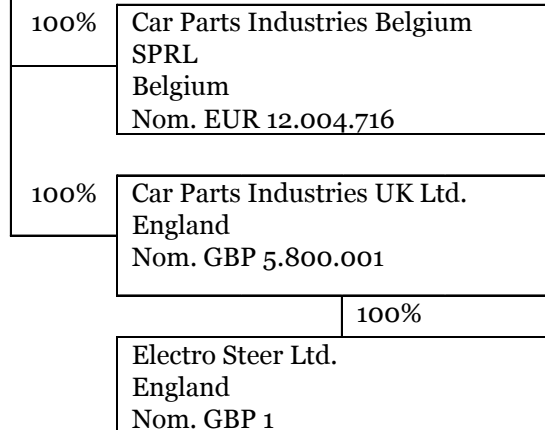 100%
Car Parts Industries Belgium
SPRL
Belgium
Nom. EUR 12.004.716
100%
Car Parts Industries UK Ltd.
England
Nom. GBP 5.800.001
100%
Electro Steer Ltd.
England
Nom. GBP 1